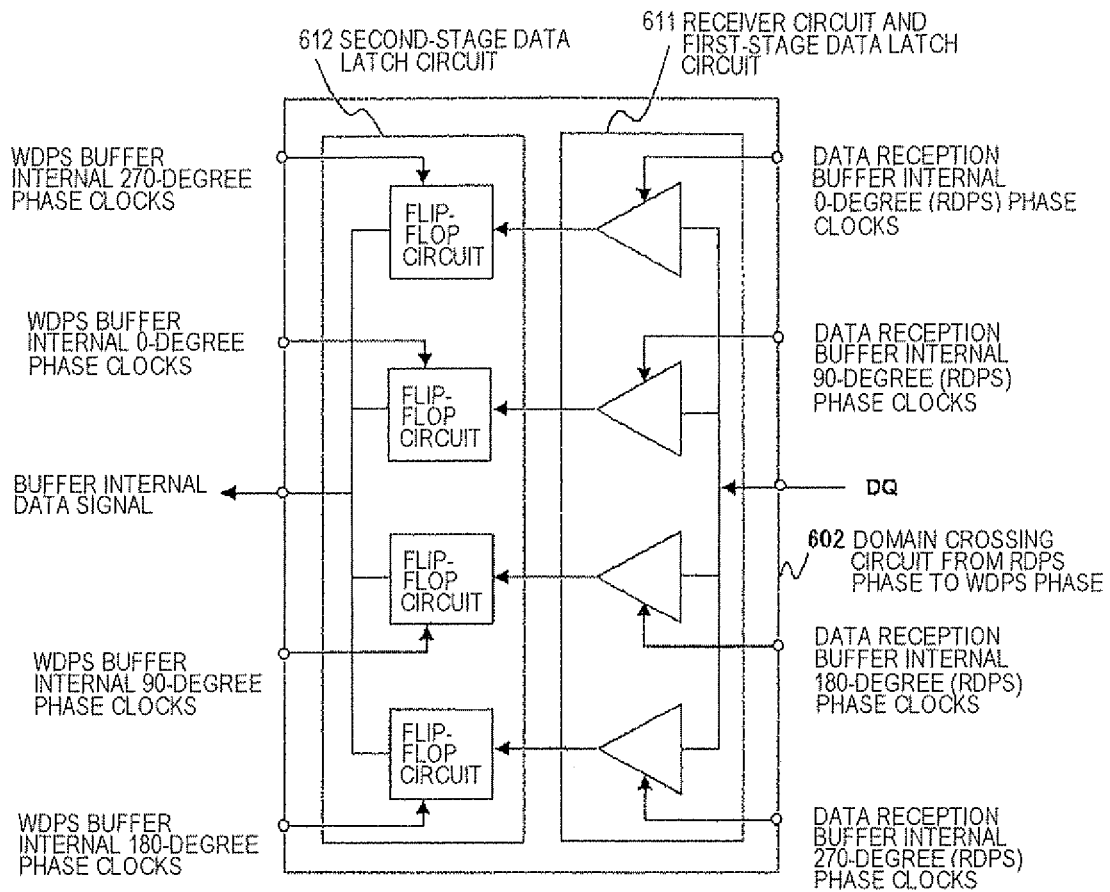 612 SECOND-STAGE DATA
LATCH CIRCUIT
611 RECEIVER CIRCUIT AND
FIRST-STAGE DATA LATCH
CIRCUIT
WDPS BUFFER
INTERNAL 270-DEGREE
PHASE CLOCKS
FLIP-
FLOP
CIRCUIT
DATA RECEPTION
BUFFER INTERNAL
0-DEGREE (RDPS) PHASE
CLOCKS
WDPS BUFFER
INTERNAL 0-DEGREE
PHASE CLOCKS
FLIP-
FLOP
CIRCUIT
DATA RECEPTION
BUFFER INTERNAL
90-DEGREE (RDPS)
PHASE CLOCKS
BUFFER INTERNAL
DATA SIGNAL
DQ
602 DOMAIN CROSSING
CIRCUIT FROM RDPS
PHASE TO WDPS PHASE
FLIP-
FLOP
CIRCUIT
WDPS BUFFER
INTERNAL 90-DEGREE
PHASE CLOCKS
DATA RECEPTION
BUFFER INTERNAL
180-DEGREE (RDPS)
PHASE CLOCKS
FLIP-
FLOP
CIRCUIT
WDPS BUFFER
INTERNAL 180-DEGREE
PHASE CLOCKS
DATA RECEPTION
BUFFER INTERNAL
270-DEGREE (RDPS)
PHASE CLOCKS